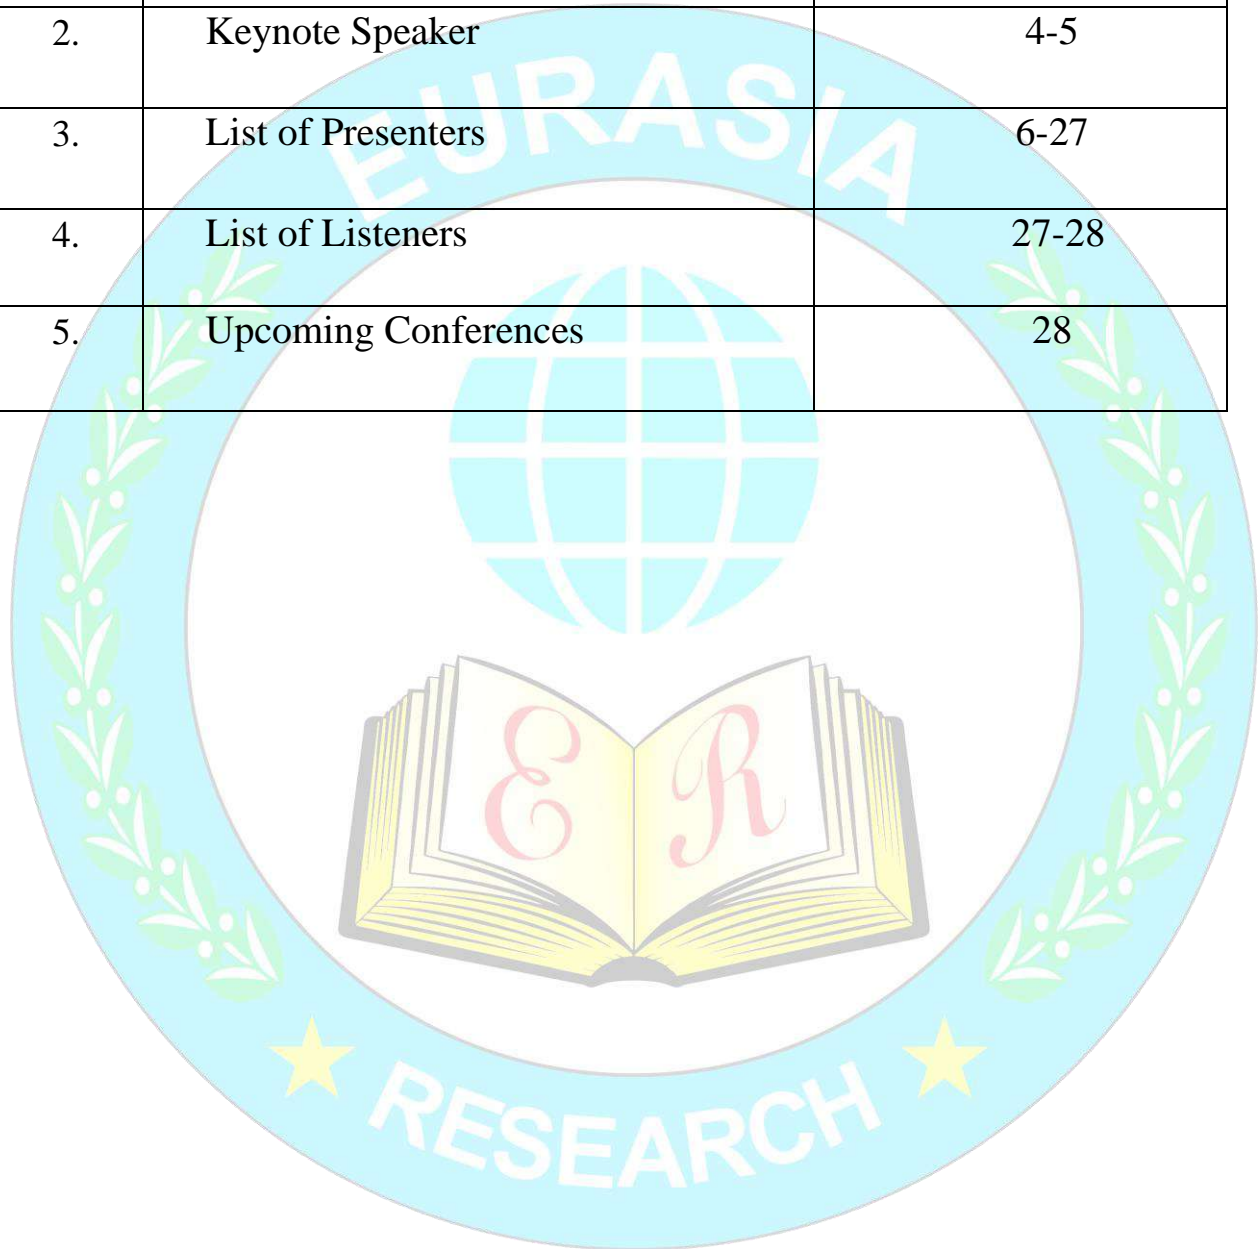 2. Keynote Speaker 4-5
3. List of Presenters 6-27
4. List of Listeners 27-28
5. Upcoming Conferences 28
EURASIA
ER
RESEARCH